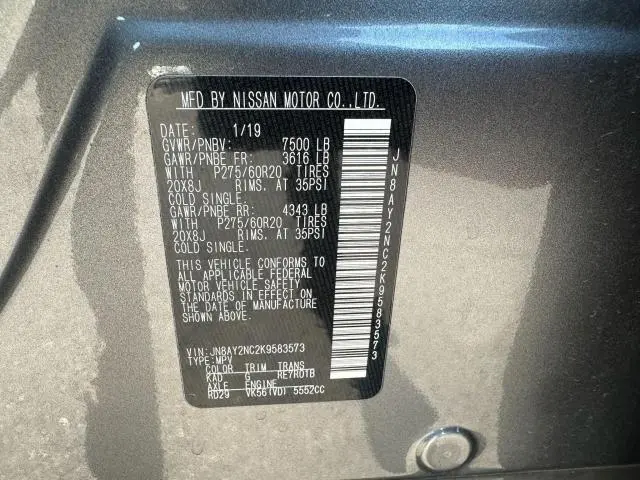 MFD BY NISSAN MOTOR CO.,LTD.
DATE: 1/19
GVWR/PNBV: 7500 LB
GAWR/PNBE FR: 3616 LB
WITH P275/60R20 TIRES
20X8J RIMS. AT 35PSI
COLD SINGLE.
GAWR/PNBE RR: 4343 LB
WITH P275/60R20 TIRES
20X8J RIMS. AT 35PSI
COLD SINGLE.
THIS VEHICLE CONFORMS TO
ALL APPLICABLE FEDERAL
MOTOR VEHICLE SAFETY
STANDARDS IN EFFECT ON
THE DATE OF MANUFACTURE
SHOWN ABOVE.
VIN:JN8AY2NC2K9583573
TYPE:MPV
COLOR TRIM TRANS
KAD G RE7R01B
AXLE ENGINE
RD29 VK56(VD) 5552CC
JN8AY2NC2K9583573